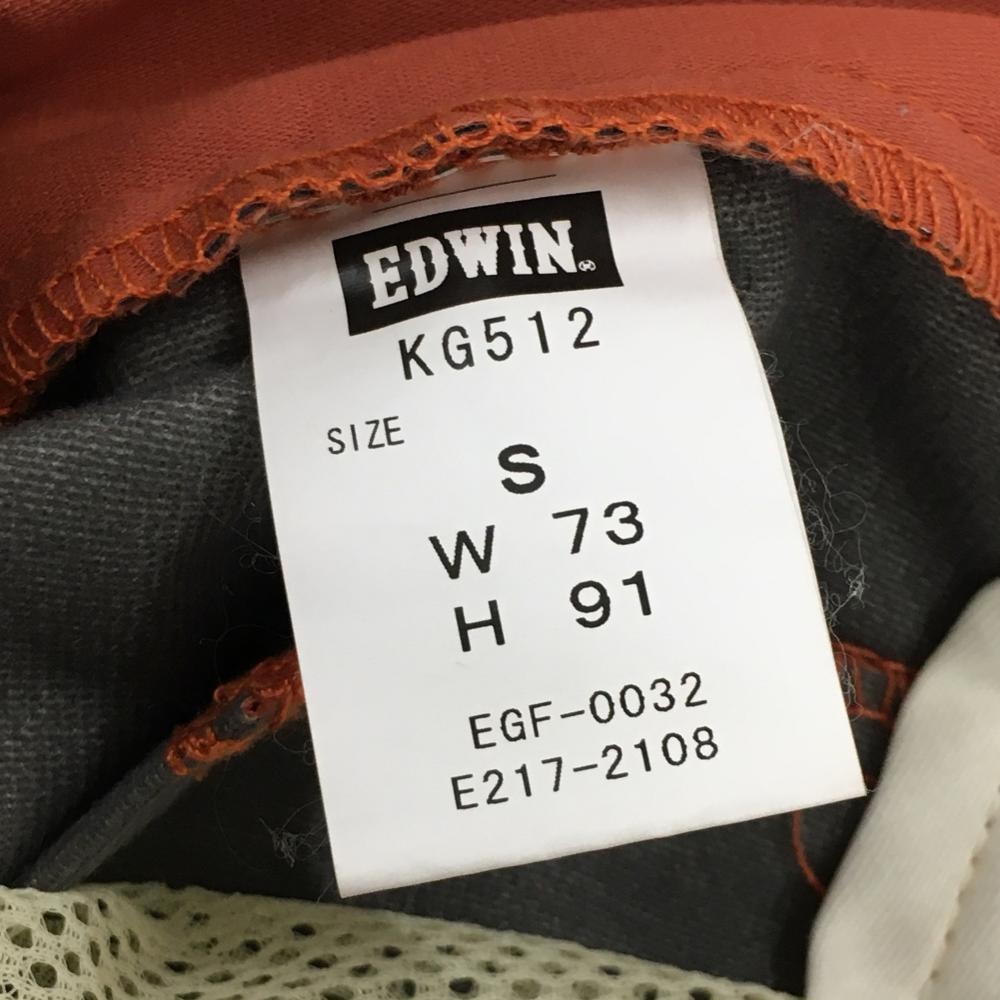 EDWIN
KG512
SIZE
S
W 73
H 91
EGF-0032
E217-2108